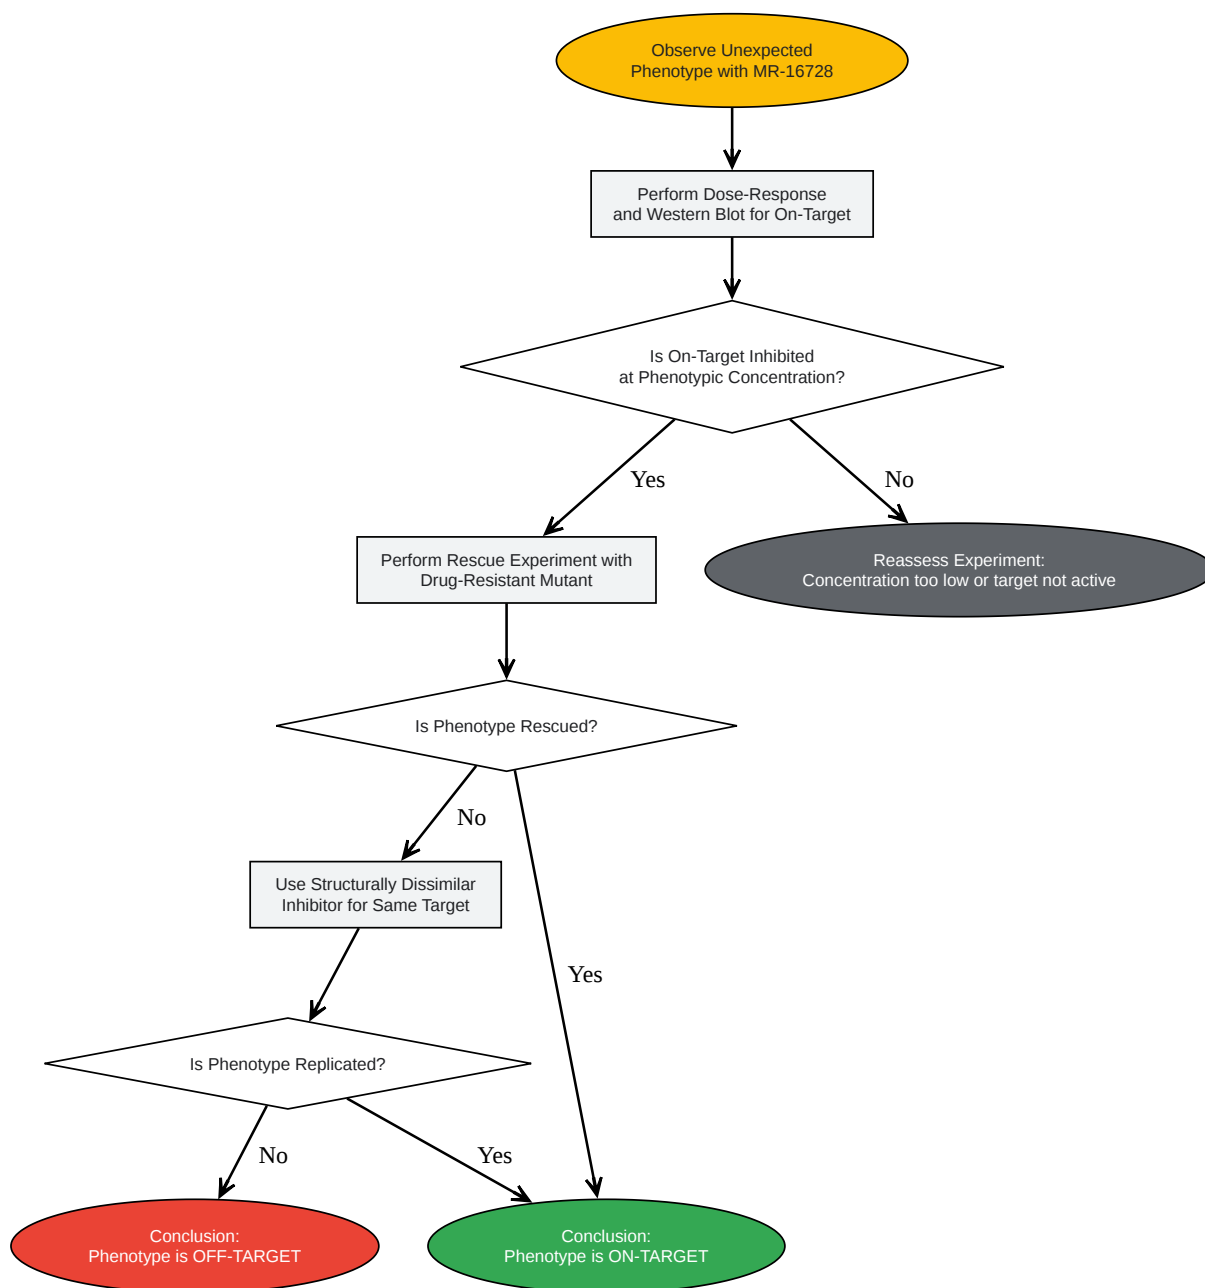 Observe Unexpected
Phenotype with MR-16728
Perform Dose-Response
and Western Blot for On-Target
Is On-Target Inhibited
at Phenotypic Concentration?
Yes
No
Perform Rescue Experiment with
Drug-Resistant Mutant
Reassess Experiment:
Concentration too low or target not active
Is Phenotype Rescued?
No
Use Structurally Dissimilar
Inhibitor for Same Target
Yes
Is Phenotype Replicated?
No
Yes
Conclusion:
Phenotype is OFF-TARGET
Conclusion:
Phenotype is ON-TARGET